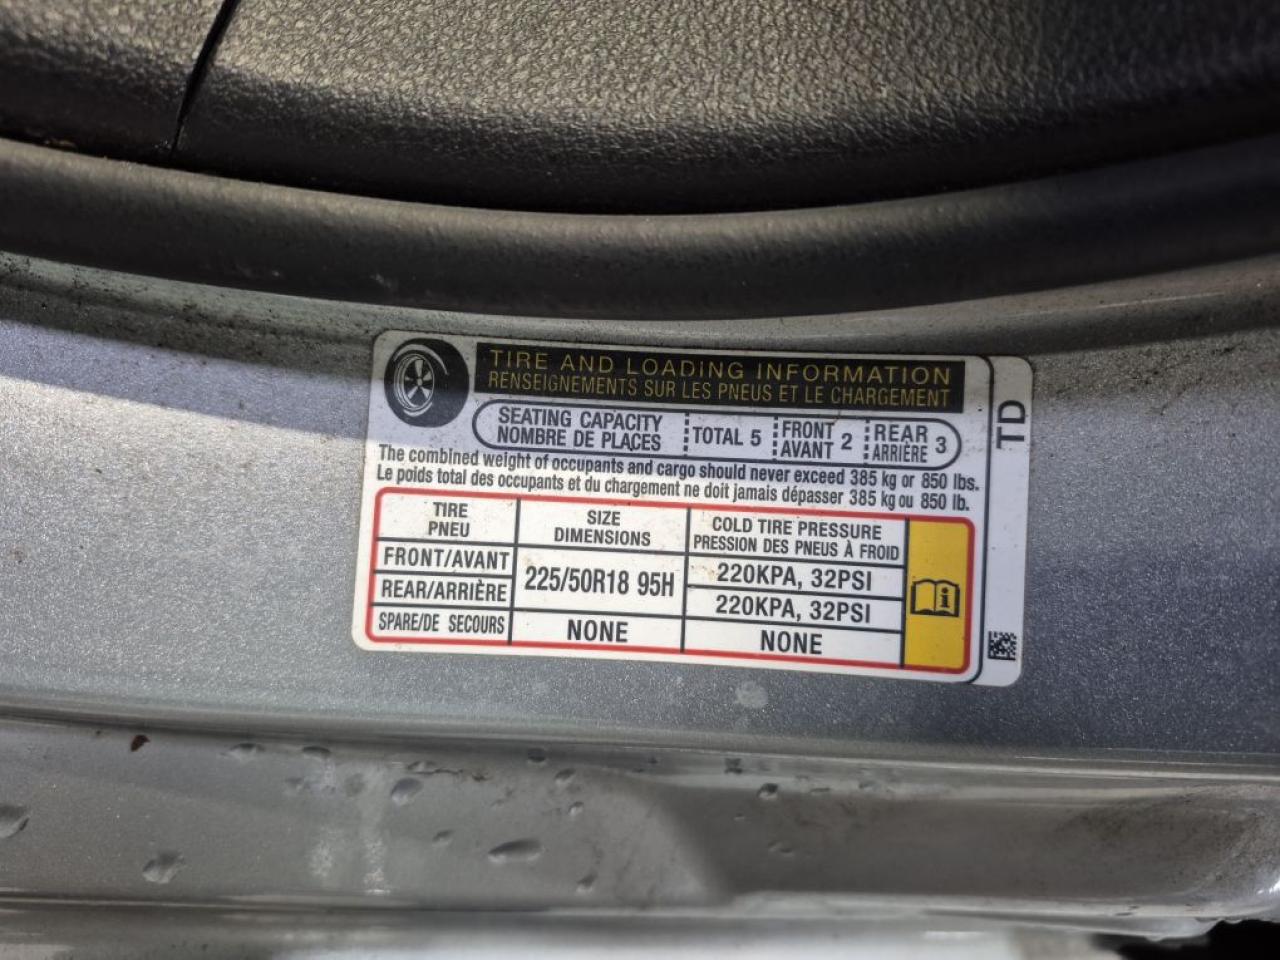 TIRE AND LOADING INFORMATION
RENSEIGNEMENTS SUR LES PNEUS ET LE CHARGEMENT
TD
SEATING CAPACITY
NOMBRE DE PLAÇES
TOTAL 5
FRONT
AVANT 2
REAR
ARRIÈRE 3
The combined weight of occupants and cargo should never exceed 385 kg or 850 lbs.
Le poids total des occupants et du chargement ne doit jamais dépasser 385 kg ou 850 lb.
TIRE
PNEU
SIZE
DIMENSIONS
COLD TIRE PRESSURE
PRESSION DES PNEUS À FROID
FRONT/AVANT
225/50R18 95H
220KPA, 32PSI
REAR/ARRIÈRE
220KPA, 32PSI
SPARE/DE SECOURS
NONE
NONE